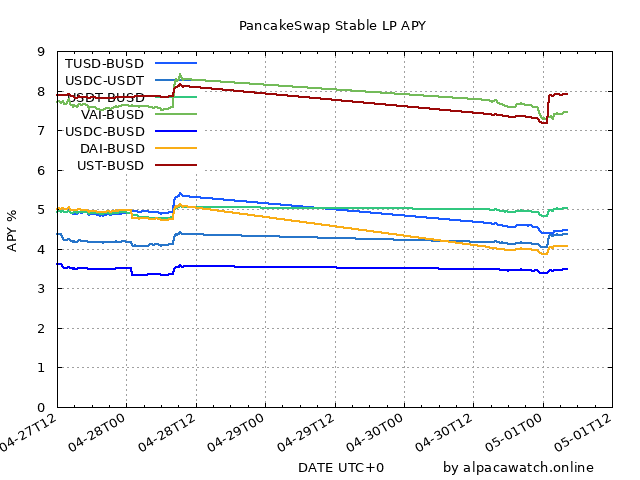 PancakeSwap Stable LP APY
9
8
7
6
5
4
3
2
1
0
APY %
TUSD-BUSD
USDC-USDT
USDT-BUSD
VAI-BUSD
USDC-BUSD
DAI-BUSD
UST-BUSD
04-27T12
04-28T00
04-28T12
04-29T00
04-29T12
04-30T00
04-30T12
05-01T00
05-01T12
DATE UTC+0
by alpacawatch.online